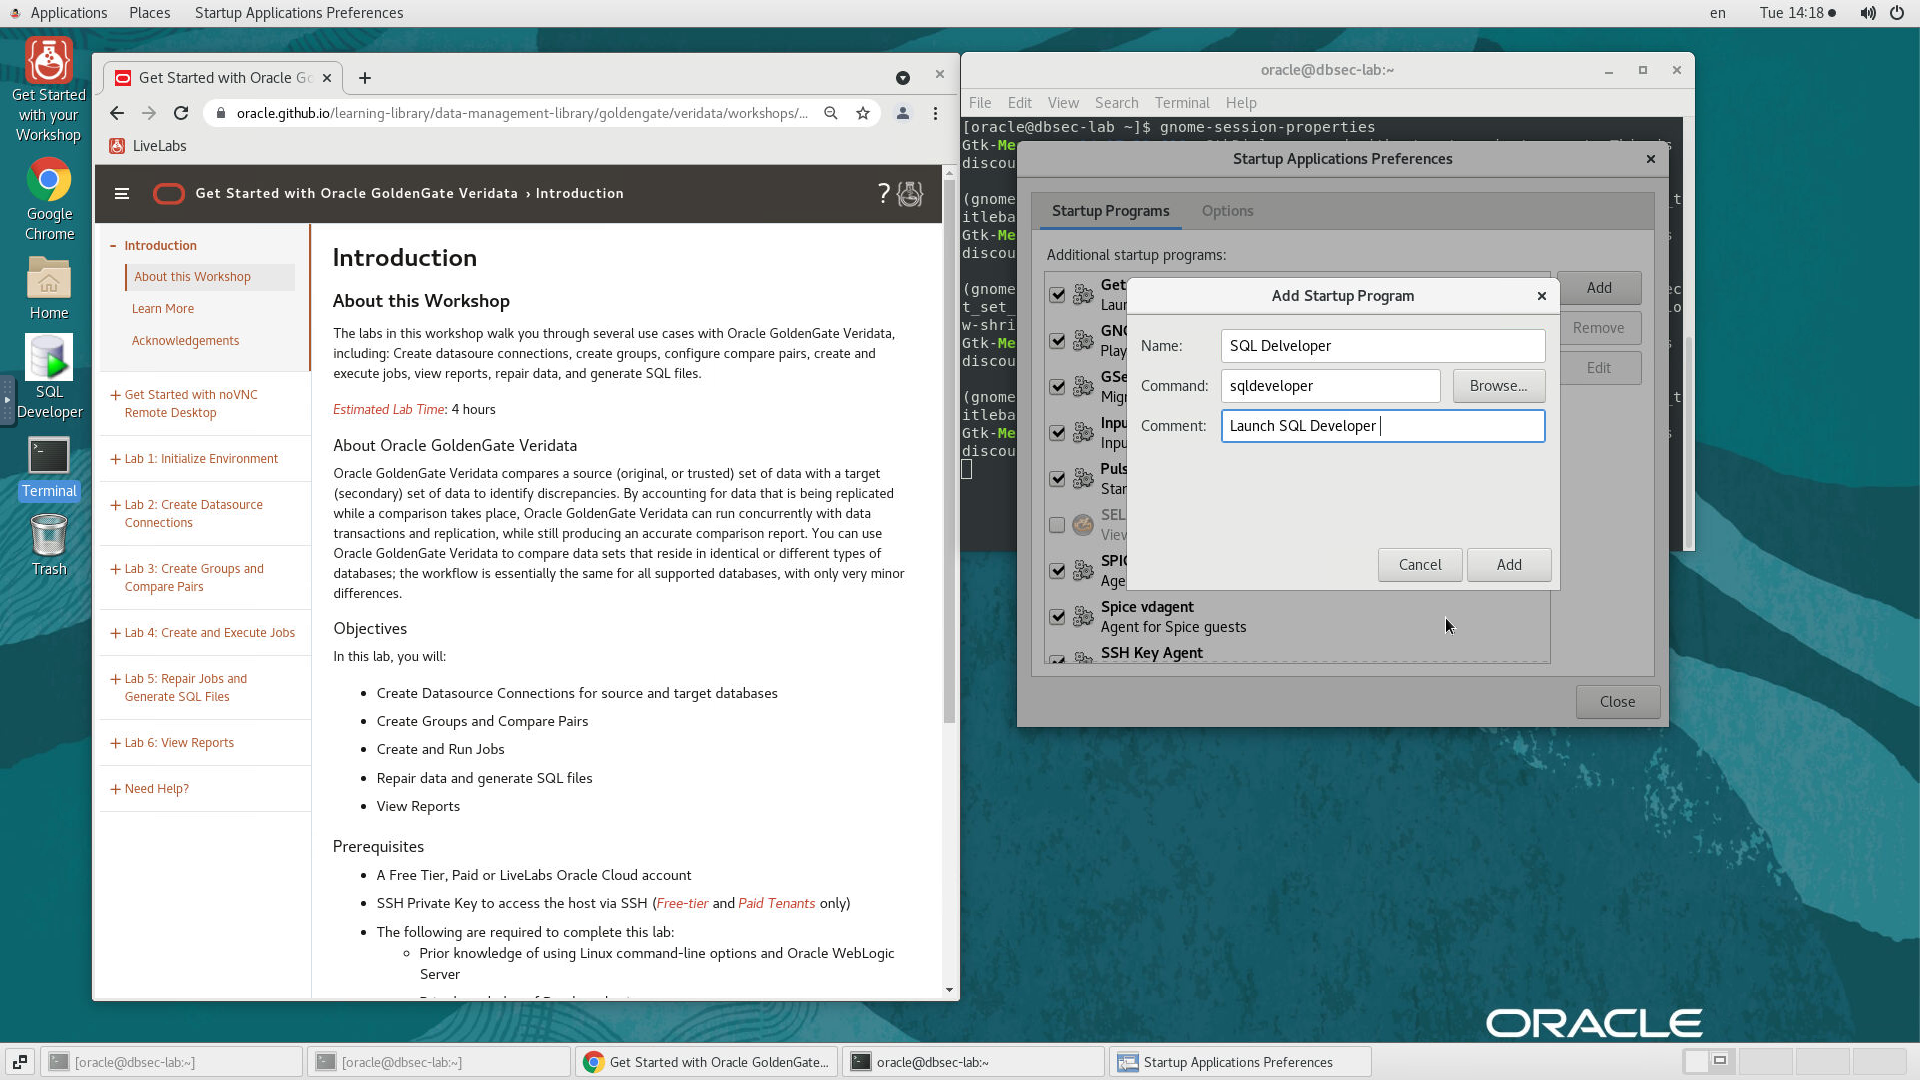 Applications
Places
Startup Applications Preferences
en
Tue 14:18
Get Started
with your
Workshop
Google
Chrome
Home
SQL
Developer
Terminal
Trash
Get Started with Oracle G
oracle.github.io/learning-library/data-management-library/goldengate/veridata/workshops/...
LiveLabs
Get Started with Oracle GoldenGate Veridata › Introduction
?
− Introduction
About this Workshop
Learn More
Acknowledgements
+ Get Started with noVNC
Remote Desktop
+ Lab 1: Initialize Environment
+ Lab 2: Create Datasource
Connections
+ Lab 3: Create Groups and
Compare Pairs
+ Lab 4: Create and Execute Jobs
+ Lab 5: Repair Jobs and
Generate SQL Files
+ Lab 6: View Reports
+ Need Help?
Introduction
About this Workshop
The labs in this workshop walk you through several use cases with Oracle GoldenGate Veridata,
including: Create datasoure connections, create groups, configure compare pairs, create and
execute jobs, view reports, repair data, and generate SQL files.
Estimated Lab Time: 4 hours
About Oracle GoldenGate Veridata
Oracle GoldenGate Veridata compares a source (original, or trusted) set of data with a target
(secondary) set of data to identify discrepancies. By accounting for data that is being replicated
while a comparison takes place, Oracle GoldenGate Veridata can run concurrently with data
transactions and replication, while still producing an accurate comparison report. You can use
Oracle GoldenGate Veridata to compare data sets that reside in identical or different types of
databases; the workflow is essentially the same for all supported databases, with only very minor
differences.
Objectives
In this lab, you will:
• Create Datasource Connections for source and target databases
• Create Groups and Compare Pairs
• Create and Run Jobs
• Repair data and generate SQL files
• View Reports
Prerequisites
• A Free Tier, Paid or LiveLabs Oracle Cloud account
• SSH Private Key to access the host via SSH (Free-tier and Paid Tenants only)
• The following are required to complete this lab:
◦ Prior knowledge of using Linux command-line options and Oracle WebLogic
Server
oracle@dbsec-lab:~
File Edit View Search Terminal Help
[oracle@dbsec-lab ~]$ gnome-session-properties
Gtk-Me
discou
(gnome
itleba
Gtk-Me
discou
(gnome
t_set_
w-shri
Gtk-Me
discou
(gnome
itleba
Gtk-Me
discou
Startup Applications Preferences
Startup Programs
Options
Additional startup programs:
Get
Laun
GNO
Play
GSe
Migr
Inpu
Inpu
Puls
Star
SEL
View
SPIC
Age
Spice vdagent
Agent for Spice guests
SSH Key Agent
Add
Remove
Edit
Close
Add Startup Program
Name: SQL Delveloper
Command: sqldeveloper
Browse...
Comment: Launch SQL Developer
Cancel
Add
ORACLE
[oracle@dbsec-lab:~]
[oracle@dbsec-lab:~]
Get Started with Oracle GoldenGate...
oracle@dbsec-lab:~
Startup Applications Preferences